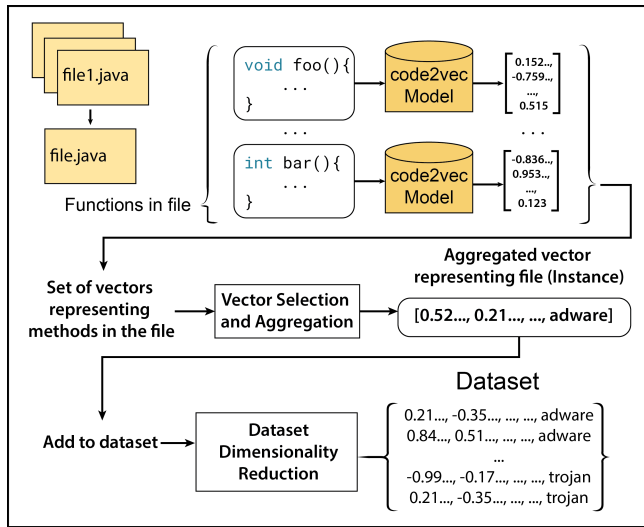 file1.java
file.java
Functions in file
void foo(){
...
}
code2vec
Model
0.152..,
-0.759..,
...,
0.515
...
...
int bar(){
...
}
code2vec
Model
-0.836..,
0.953..,
...,
0.123
Set of vectors
representing
methods in the file
Vector Selection
and Aggregation
Aggregated vector
representing file (Instance)
[0.52..., 0.21..., ..., adware]
Add to dataset
Dataset
Dimensionality
Reduction
Dataset
0.21..., -0.35..., ..., ..., adware
0.84..., 0.51..., ..., ..., adware
...
-0.99..., -0.17..., ..., ..., trojan
0.21..., -0.35..., ..., ..., trojan